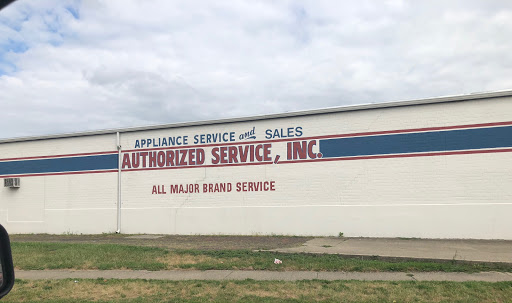 APPLIANCE SERVICE and SALES
AUTHORIZED SERVICE, INC.
ALL MAJOR BRAND SERVICE